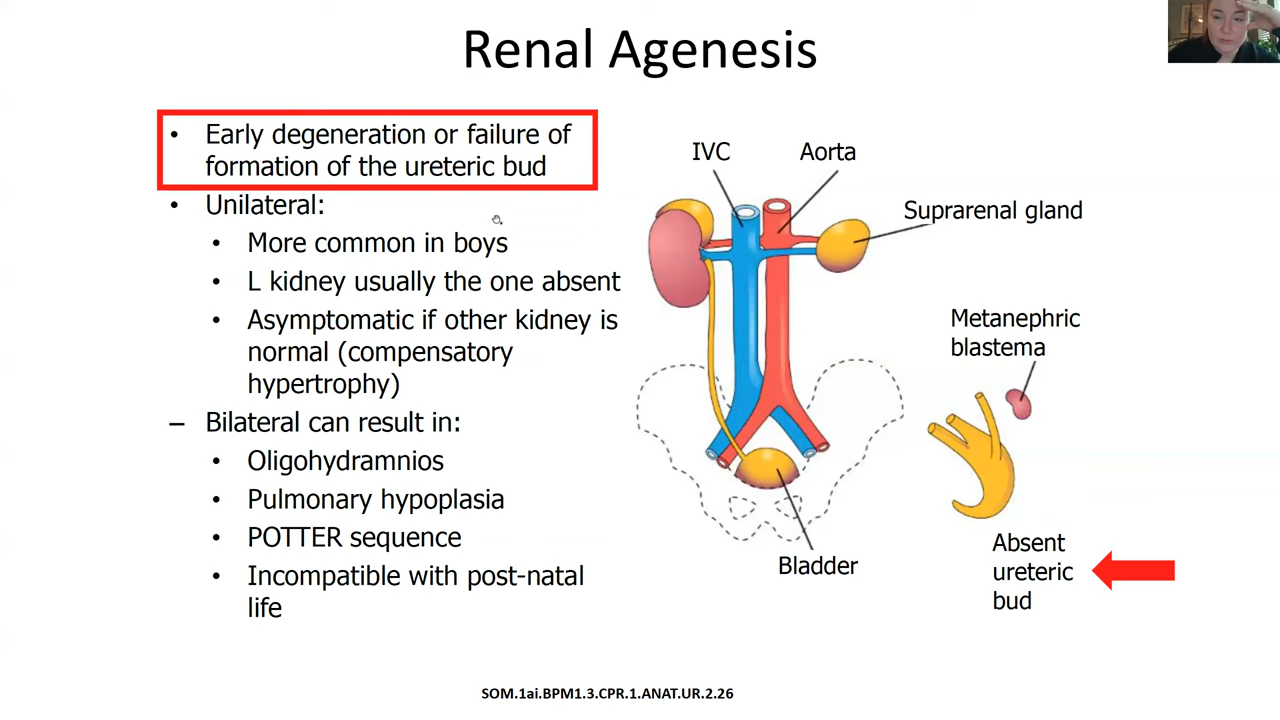 Renal Agenesis
• Early degeneration or failure of
formation of the ureteric bud
• Unilateral:
• More common in boys
• L kidney usually the one absent
• Asymptomatic if other kidney is
normal (compensatory
hypertrophy)
– Bilateral can result in:
• Oligohydramnios
• Pulmonary hypoplasia
• POTTER sequence
• Incompatible with post-natal
life
IVC
Aorta
Suprarenal gland
Metanephric
blastema
Bladder
Absent
ureteric
bud
SOM.1ai.BPM1.3.CPR.1.ANAT.UR.2.26